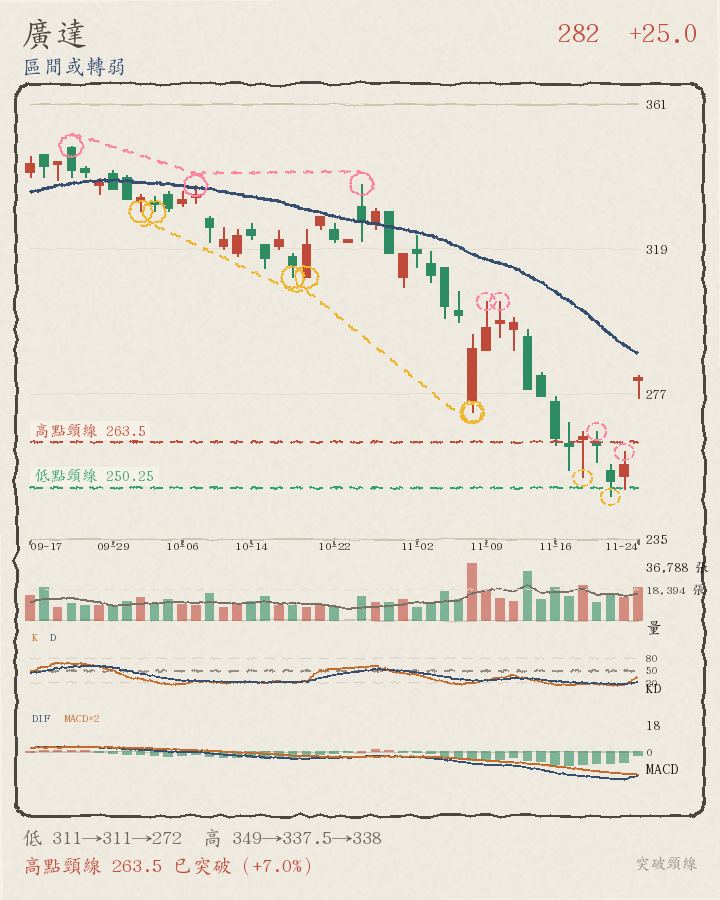 廣達
282 +25.0
區間或轉弱
361
319
277
高點頸線 263.5
低點頸線 250.25
235
09-17 09-29 10-06 10-14 10-22 11-02 11-09 11-16 11-24
36,788 張
18,394 張
量
K D
80
50
20
KD
DIF MACD×2
18
0
MACD
低 311→311→272 高 349→337.5→338
高點頸線 263.5 已突破 (+7.0%)
突破頸線